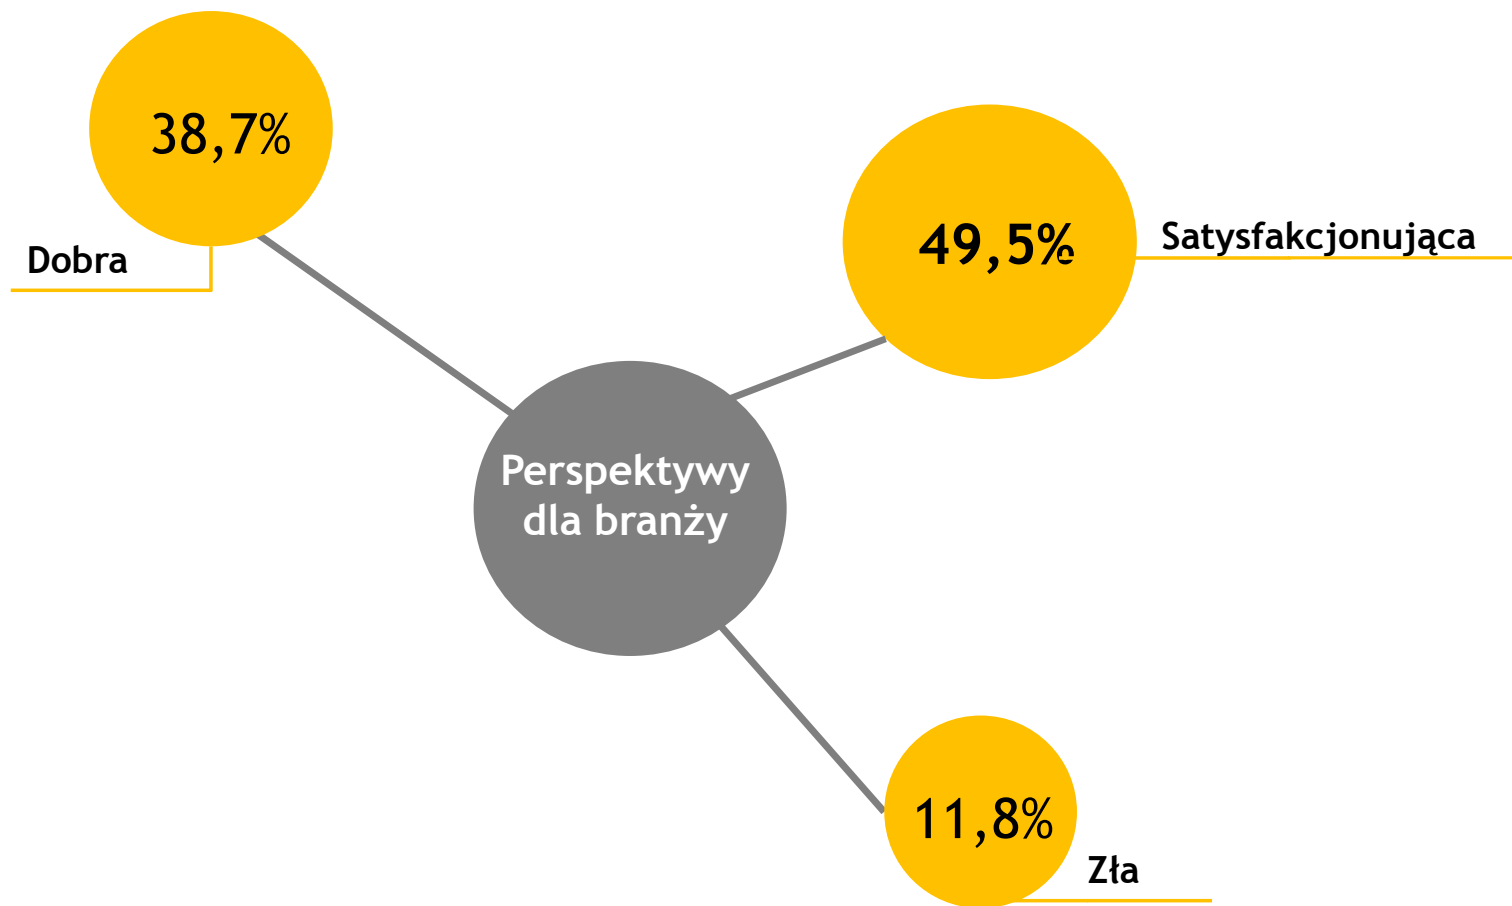 38,7%
Dobra
49,5%
Satysfakcjonująca
Perspektywy
dla branży
11,8%
Zła